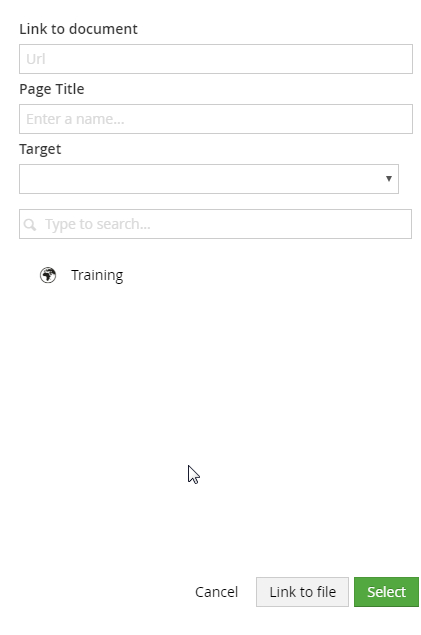 Link to document
Url
Page Title
Enter a name...
Target
Type to search...
Training
Cancel Link to file Select